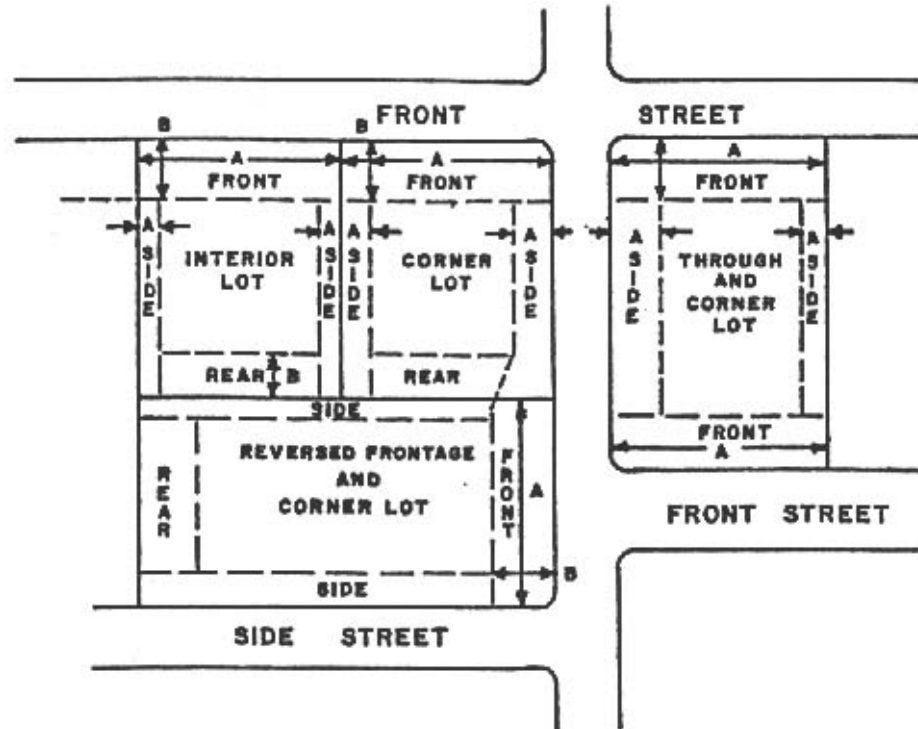 FRONT STREET
B
B
A
FRONT
A
FRONT
A
FRONT
A SIDE
INTERIOR
LOT
A SIDE
A SIDE
CORNER
LOT
A SIDE
A SIDE
THROUGH
AND
CORNER
LOT
A SIDE
REAR
B
REAR
SIDE
FRONT
A
REAR
REVERSED FRONTAGE
AND
CORNER LOT
FRONT
A
SIDE
B
FRONT STREET
SIDE STREET